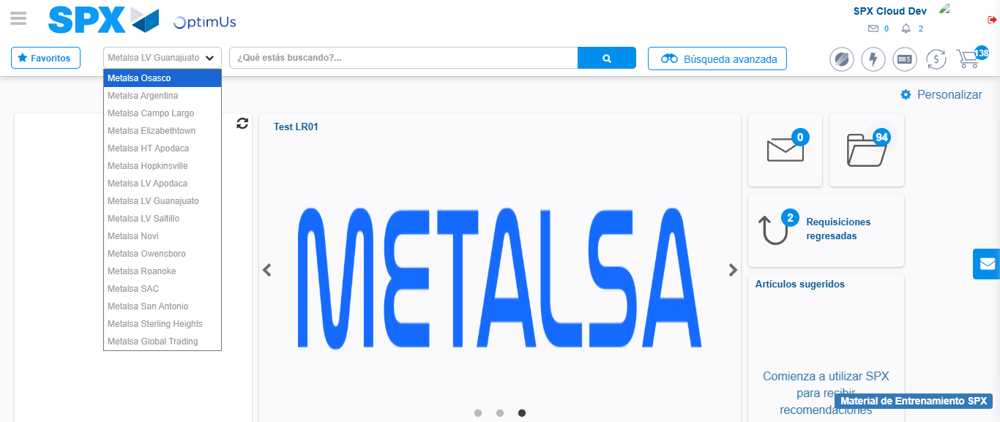 SPX OptimUs
SPX Cloud Dev
0 2
Favoritos
Metalsa LV Guanajuato
¿Qué estás buscando?...
Búsqueda avanzada
$
$
138
Metalsa Osasco
Metalsa Argentina
Metalsa Campo Largo
Metalsa Elizabethtown
Metalsa HT Apodaca
Metalsa Hopkinsville
Metalsa LV Apodaca
Metalsa LV Guanajuato
Metalsa LV Saltillo
Metalsa Novi
Metalsa Owensboro
Metalsa Roanoke
Metalsa SAC
Metalsa San Antonio
Metalsa Sterling Heights
Metalsa Global Trading
Personalizar
Test LR01
METALSA
0
94
2
Requisiciones
regresadas
Artículos sugeridos
Comienza a utilizar SPX
para recibir
recomendaciones
Material de Entrenamiento SPX